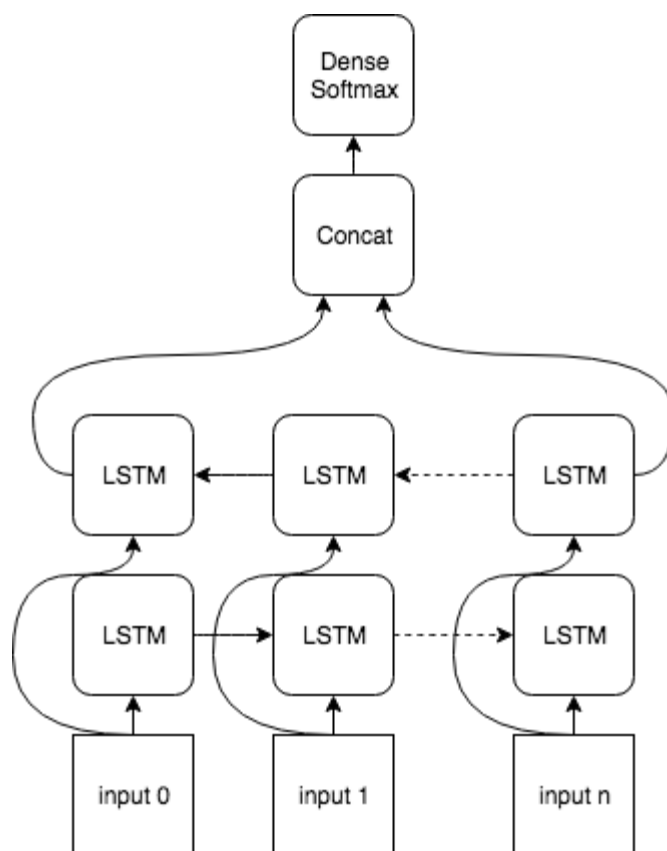 Dense
Softmax
Concat
LSTM
LSTM
LSTM
LSTM
LSTM
LSTM
input 0
input 1
input n